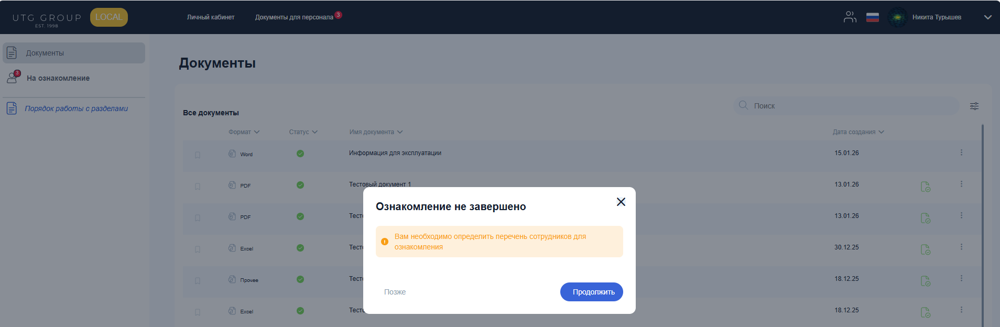 UTG GROUP
EST. 1998
LOCAL
Личный кабинет
Документы для персонала 3
Никита Турышев
Документы
3
На ознакомление
Порядок работы с разделами
Документы
Все документы
Поиск
Формат Статус Имя документа Дата создания
Word Информация для эксплуатации 15.01.26
PDF Тестовый документ 1 13.01.26
PDF Тест 13.01.26
Excel Тест 30.12.25
Прочее Тест 18.12.25
Excel Тест 18.12.25
Ознакомление не завершено
Вам необходимо определить перечень сотрудников для
ознакомления
Позже
Продолжить